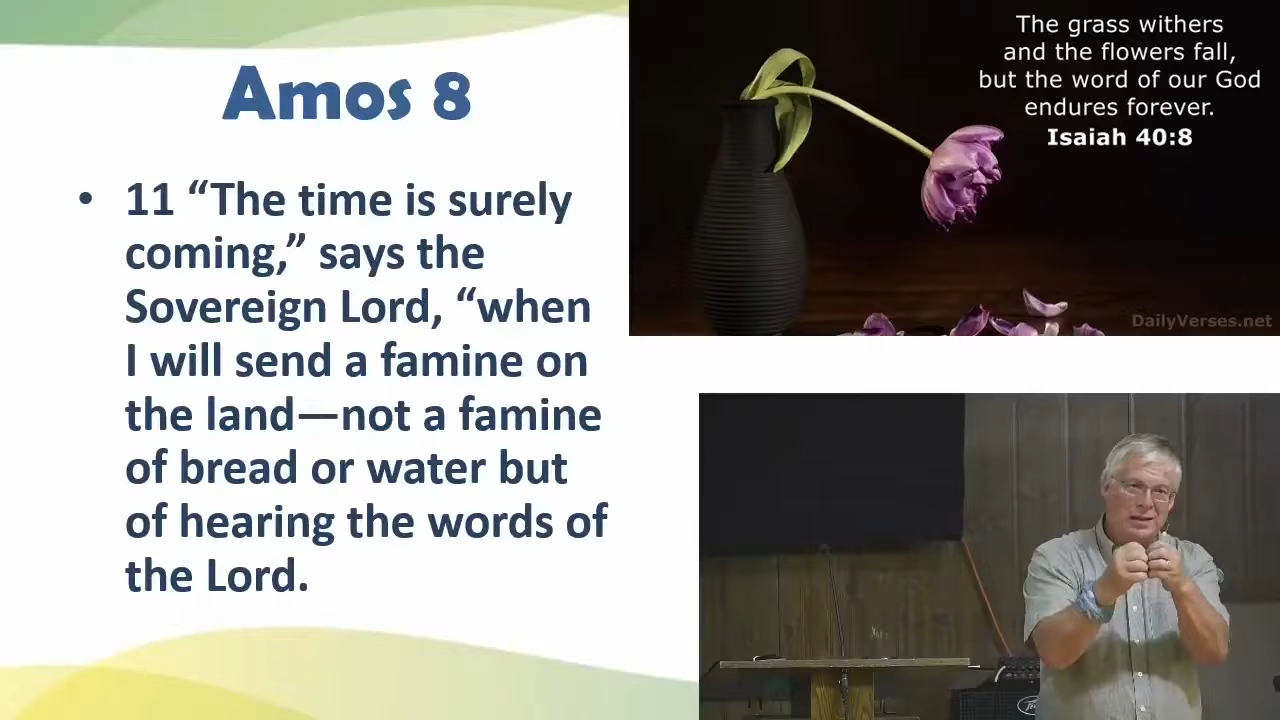 Amos 8
• 11 “The time is surely
coming,” says the
Sovereign Lord, “when
I will send a famine on
the land—not a famine
of bread or water but
of hearing the words of
the Lord.
The grass withers
and the flowers fall,
but the word of our God
endures forever.
Isaiah 40:8
DailyVerses.net